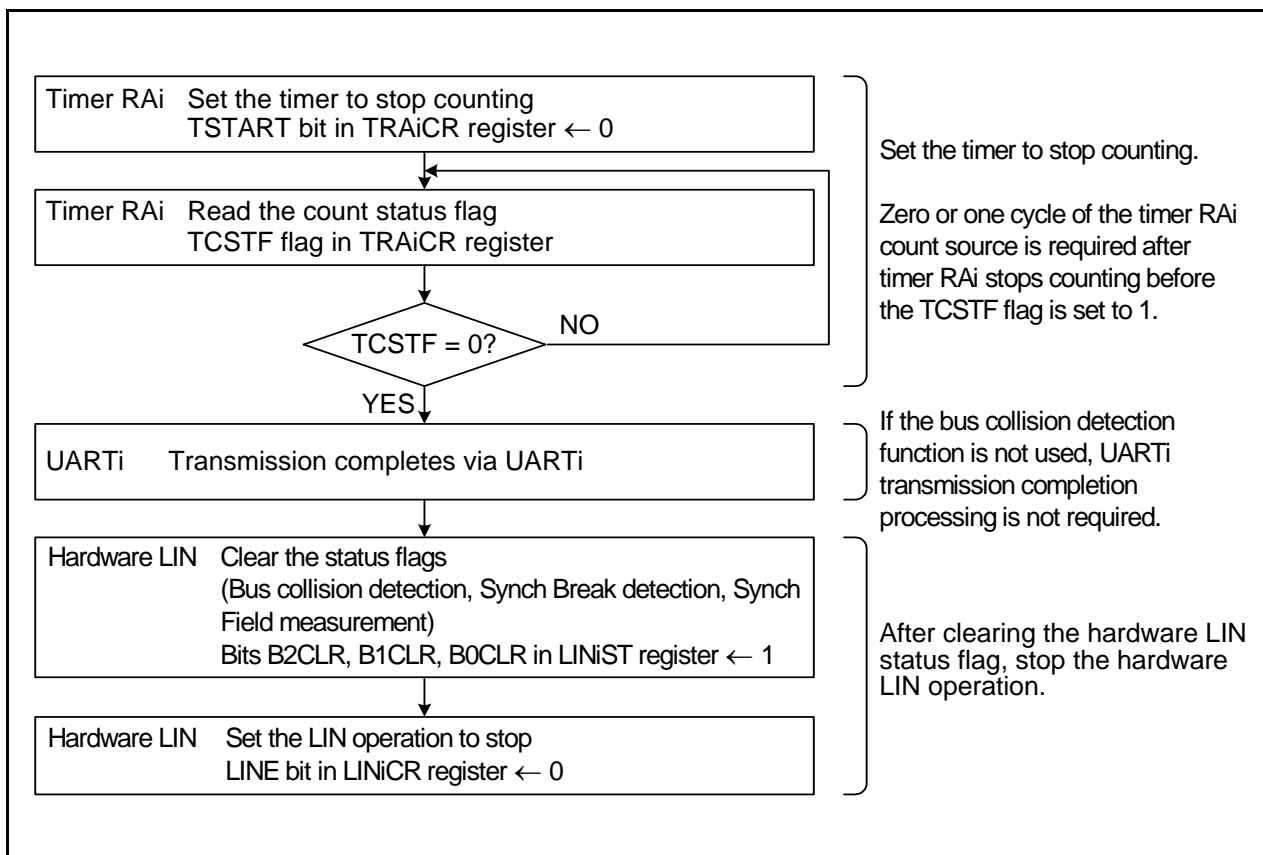 Timer RAi Set the timer to stop counting
TSTART bit in TRAiCR register ← 0
Timer RAi Read the count status flag
TCSTF flag in TRAiCR register
TCSTF = 0?
NO
YES
Set the timer to stop counting.
Zero or one cycle of the timer RAi
count source is required after
timer RAi stops counting before
the TCSTF flag is set to 1.
UARTi Transmission completes via UARTi
If the bus collision detection
function is not used, UARTi
transmission completion
processing is not required.
Hardware LIN Clear the status flags
(Bus collision detection, Synch Break detection, Synch
Field measurement)
Bits B2CLR, B1CLR, B0CLR in LINiST register ← 1
Hardware LIN Set the LIN operation to stop
LINE bit in LINiCR register ← 0
After clearing the hardware LIN
status flag, stop the hardware
LIN operation.